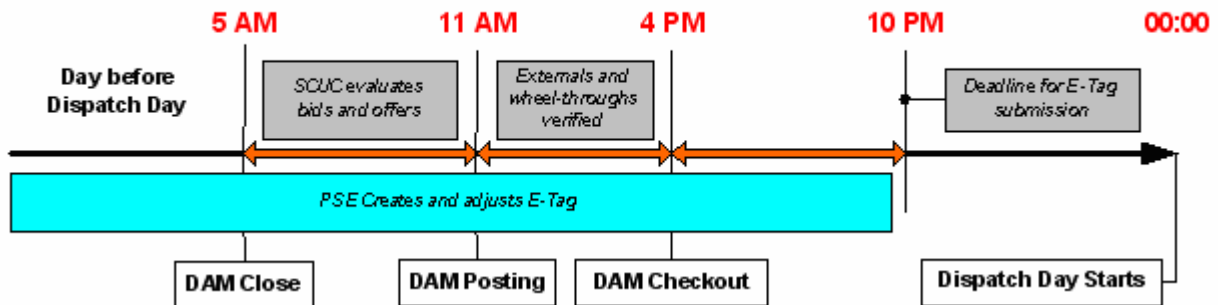 5 AM
11 AM
4 PM
10 PM
00:00
Day before
Dispatch Day
SCUC evaluates
bids and offers
Externals and
wheel-throughs
verified
Deadline for E-Tag
submission
PSE Creates and adjusts E-Tag
DAM Close
DAM Posting
DAM Checkout
Dispatch Day Starts